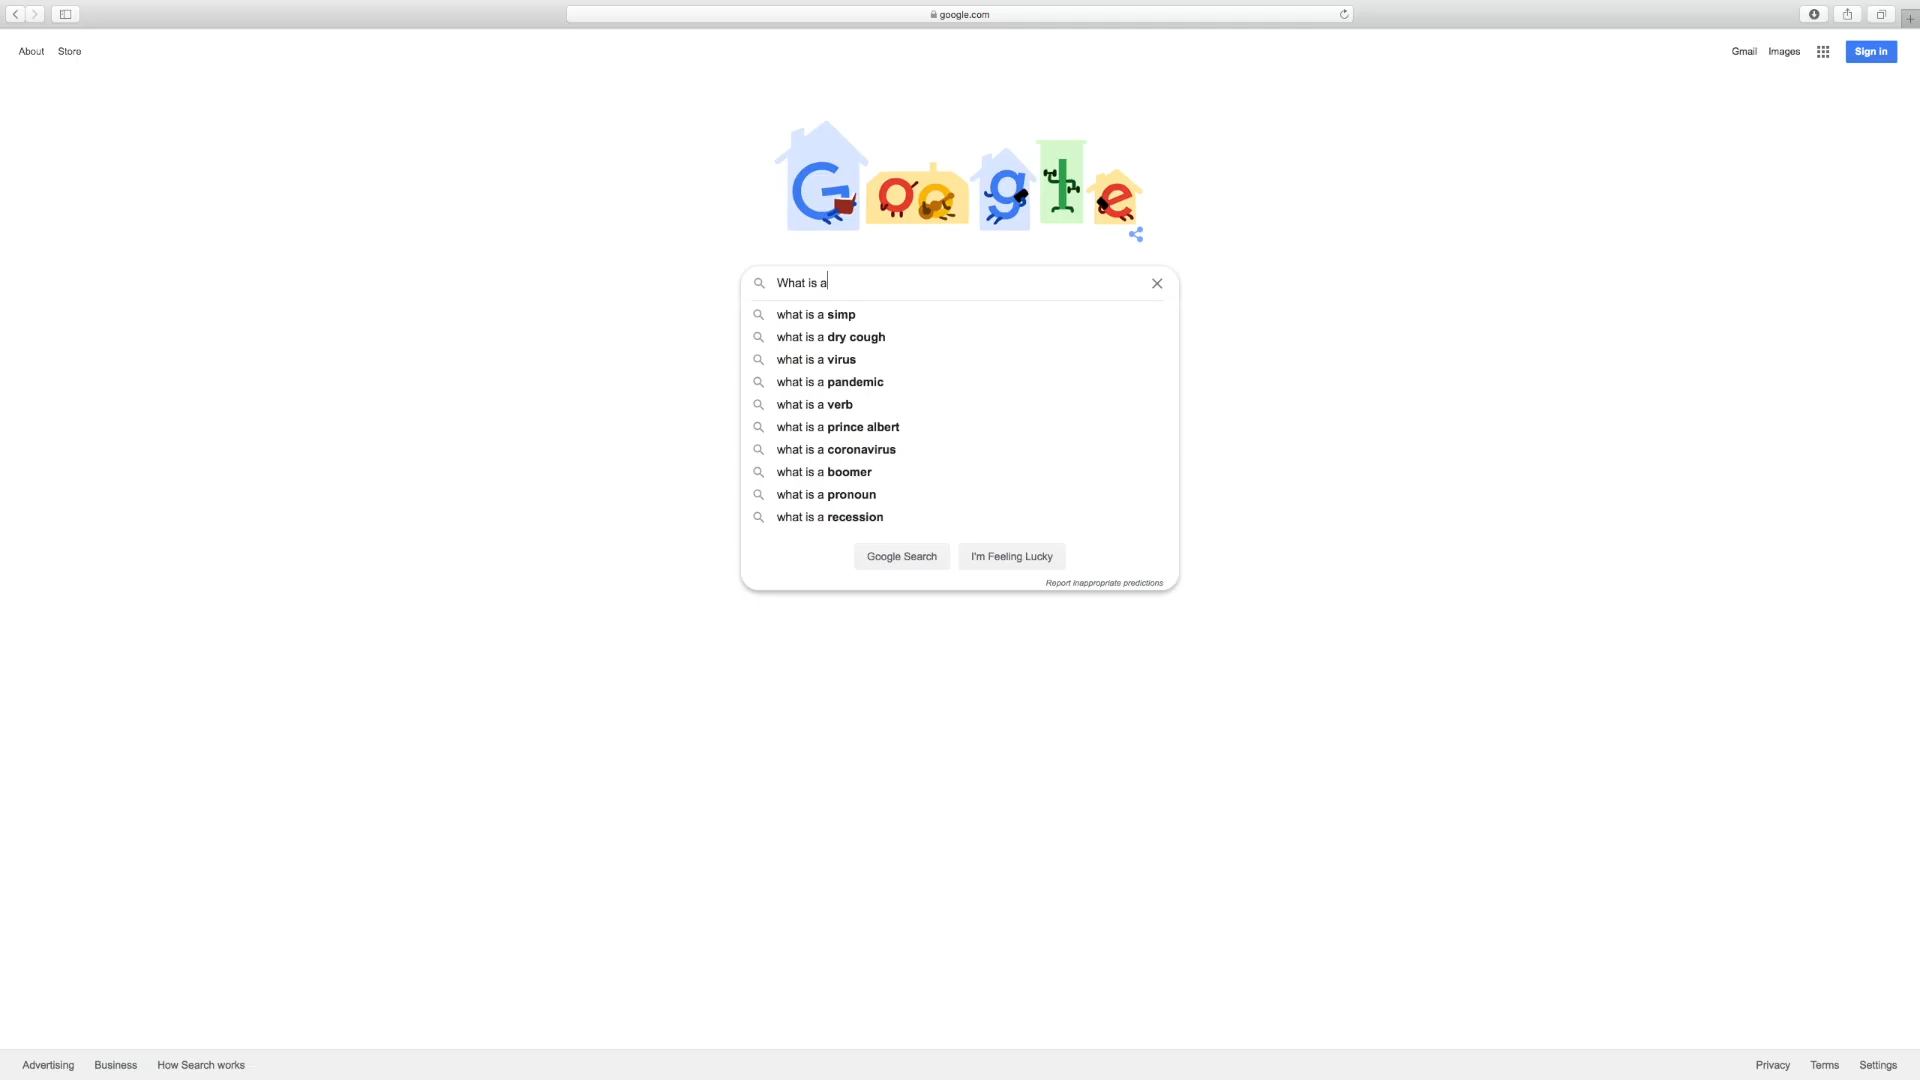 google.com
About Store
Gmail Images Sign in
Google
What is a
what is a simp
what is a dry cough
what is a virus
what is a pandemic
what is a verb
what is a prince albert
what is a coronavirus
what is a boomer
what is a pronoun
what is a recession
Google Search I'm Feeling Lucky
Report inappropriate predictions
Advertising Business How Search works
Privacy Terms Settings